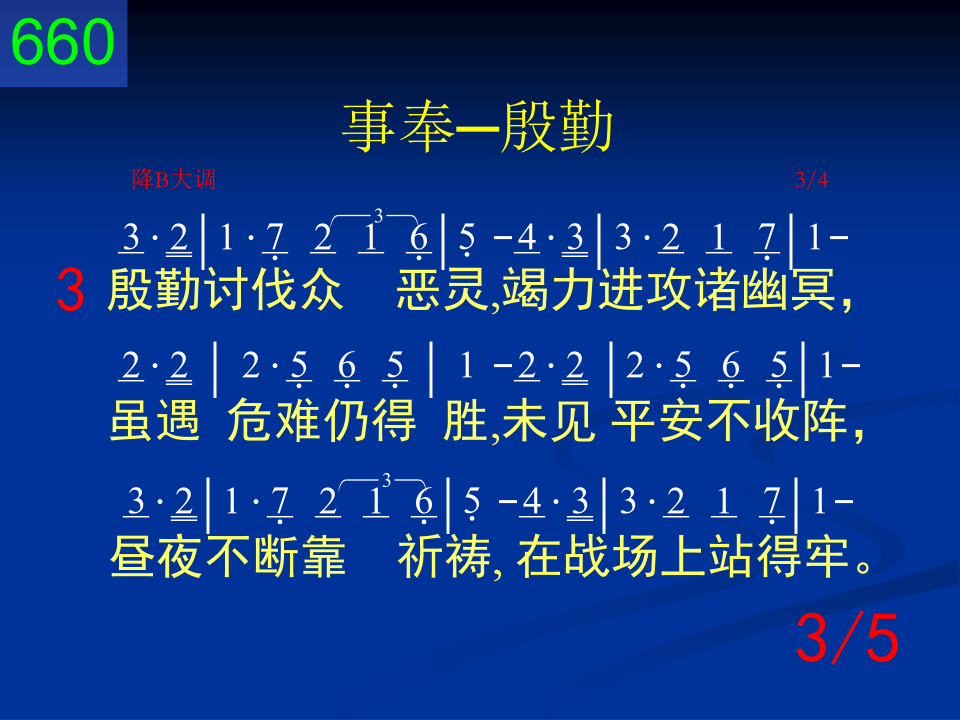 660
事奉—殷勤
降B大调 3/4
3 · 2 | 1 · 7 2 1 6 | 5 - 4 · 3 | 3 · 2 1 7 | 1 -
3
3 殷勤讨伐众 恶灵,竭力进攻诸幽冥，
2 · 2 | 2 · 5 6 5 | 1 - 2 · 2 | 2 · 5 6 5 | 1 -
虽遇 危难仍得 胜,未见 平安不收阵，
3
3 · 2 | 1 · 7 2 1 6 | 5 - 4 · 3 | 3 · 2 1 7 | 1 -
昼夜不断靠 祈祷, 在战场上站得牢。
3/5